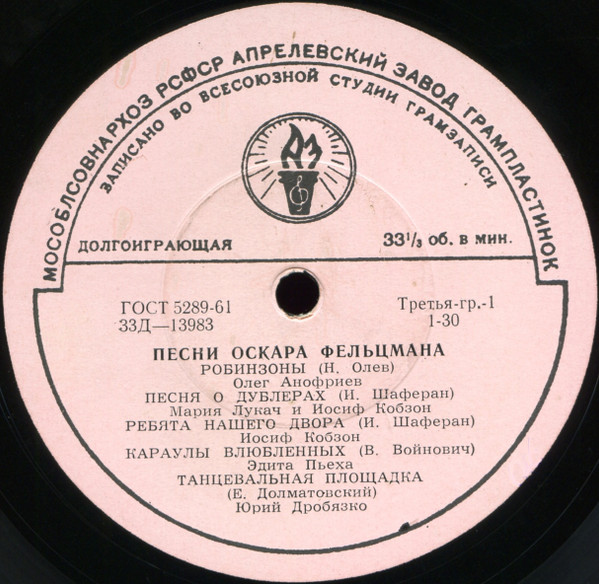 МОСОБЛСОВНАРХОЗ РСФСР АПРЕЛЕВСКИЙ ЗАВОД ГРАМПЛАСТИНОК
ЗАПИСАНО ВО ВСЕСОЮЗНОЙ СТУДИИ ГРАМЗАПИСИ
АЗ
ДОЛГОИГРАЮЩАЯ 33 1/3 об. в мин.
ГОСТ 5289-61 Третья-гр.-1
33Д—13983 1-30
ПЕСНИ ОСКАРА ФЕЛЬЦМАНА
РОБИНЗОНЫ (Н. Олев)
Олег Анофриев
ПЕСНЯ О ДУБЛЕРАХ (И. Шаферан)
Мария Лукач и Иосиф Кобзон
РЕБЯТА НАШЕГО ДВОРА (И. Шаферан)
Иосиф Кобзон
КАРАУЛЫ ВЛЮБЛЕННЫХ (В. Войнович)
Эдита Пьеха
ТАНЦЕВАЛЬНАЯ ПЛОЩАДКА
(Е. Долматовский)
Юрий Дробязко